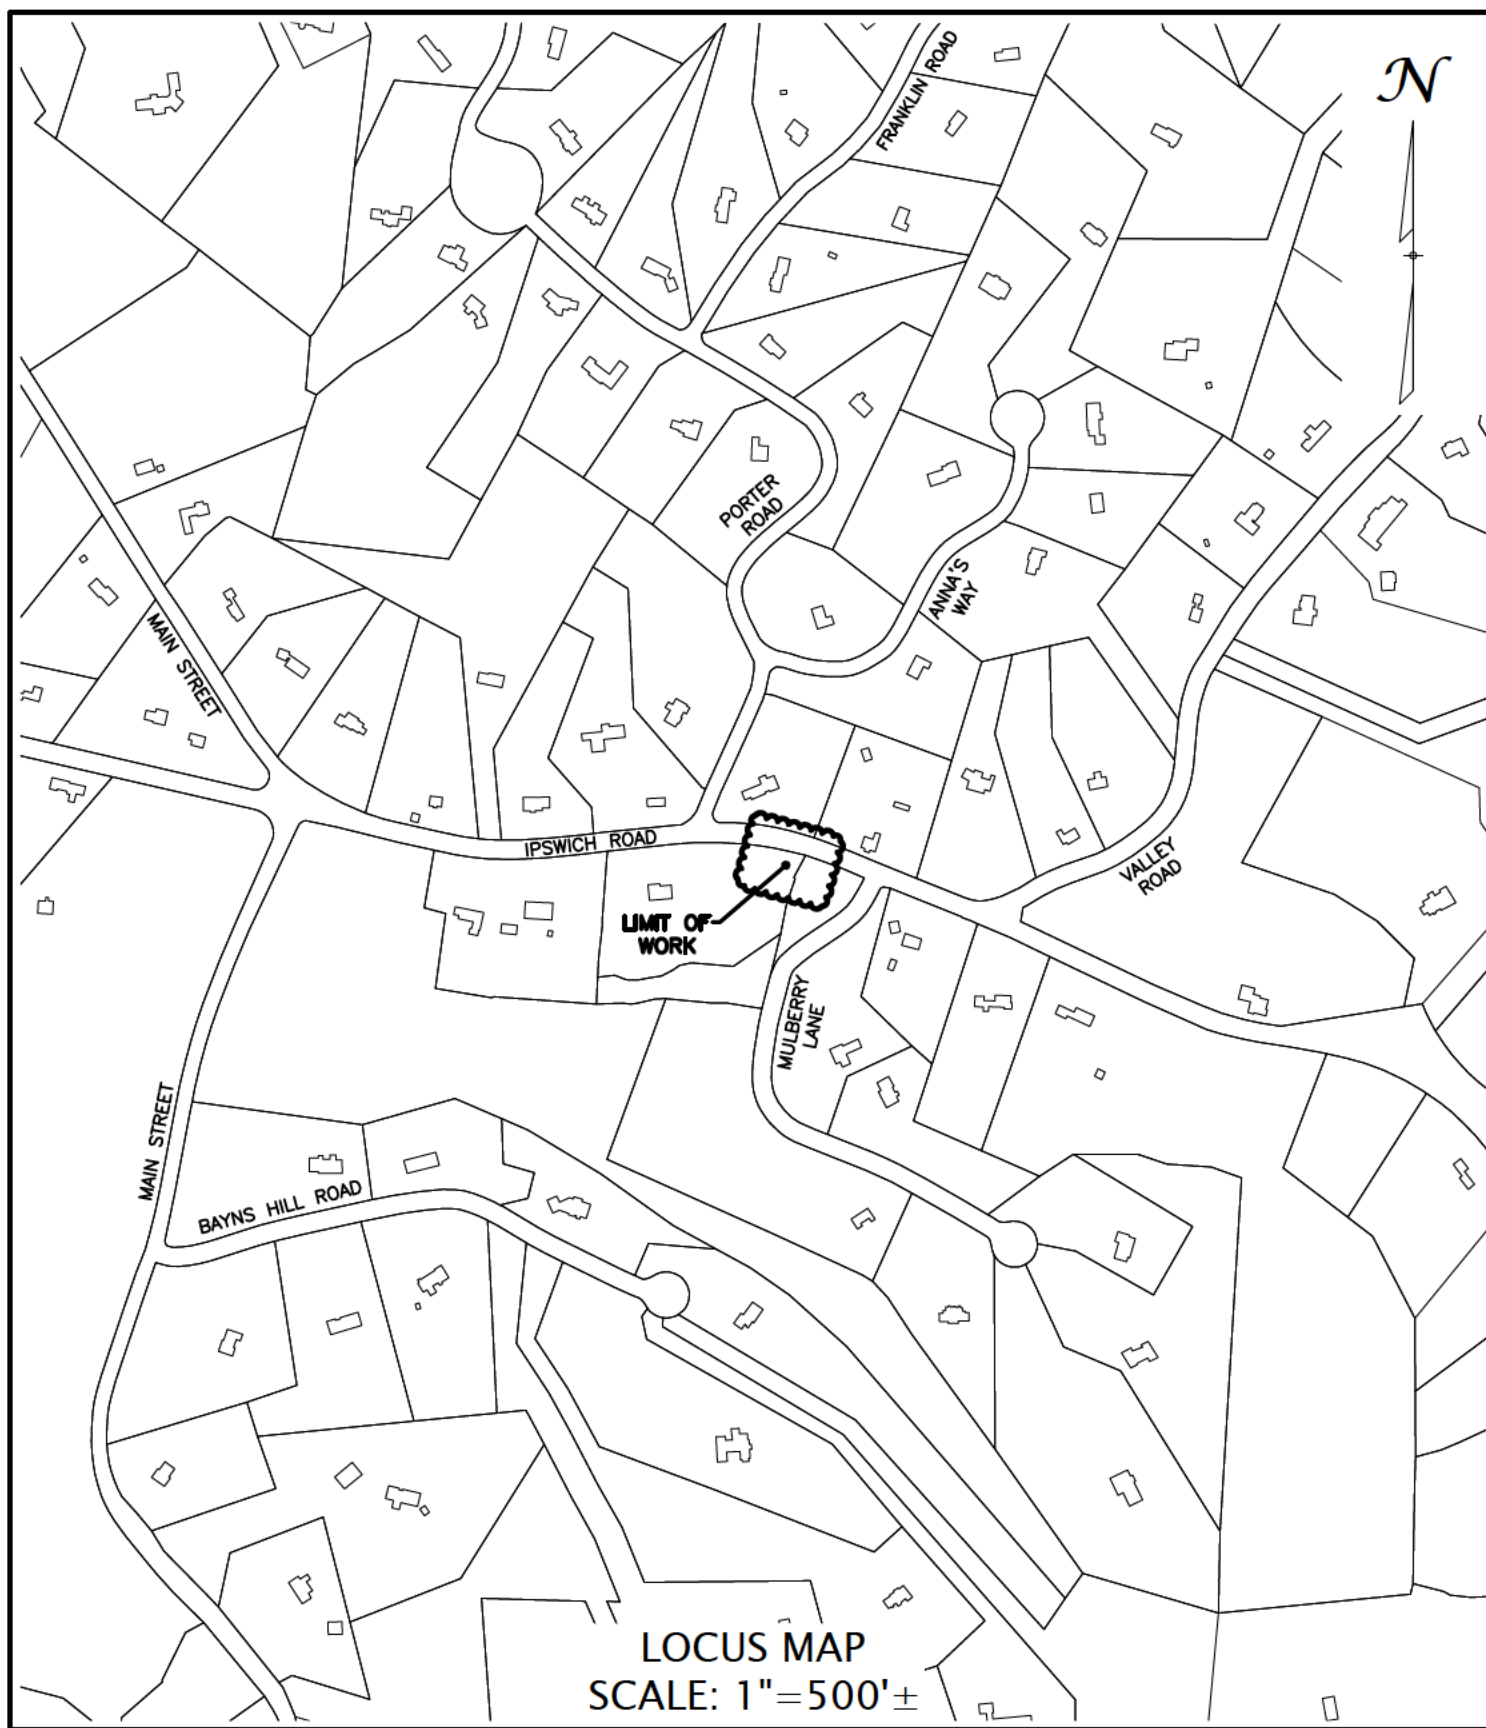 N
FRANKLIN ROAD
PORTER
ROAD
ANNA'S
WAY
MAIN STREET
IPSWICH ROAD
VALLEY
ROAD
LIMIT OF
WORK
MULBERRY
LANE
MAIN STREET
BAYNS HILL ROAD
LOCUS MAP
SCALE: 1"=500'±